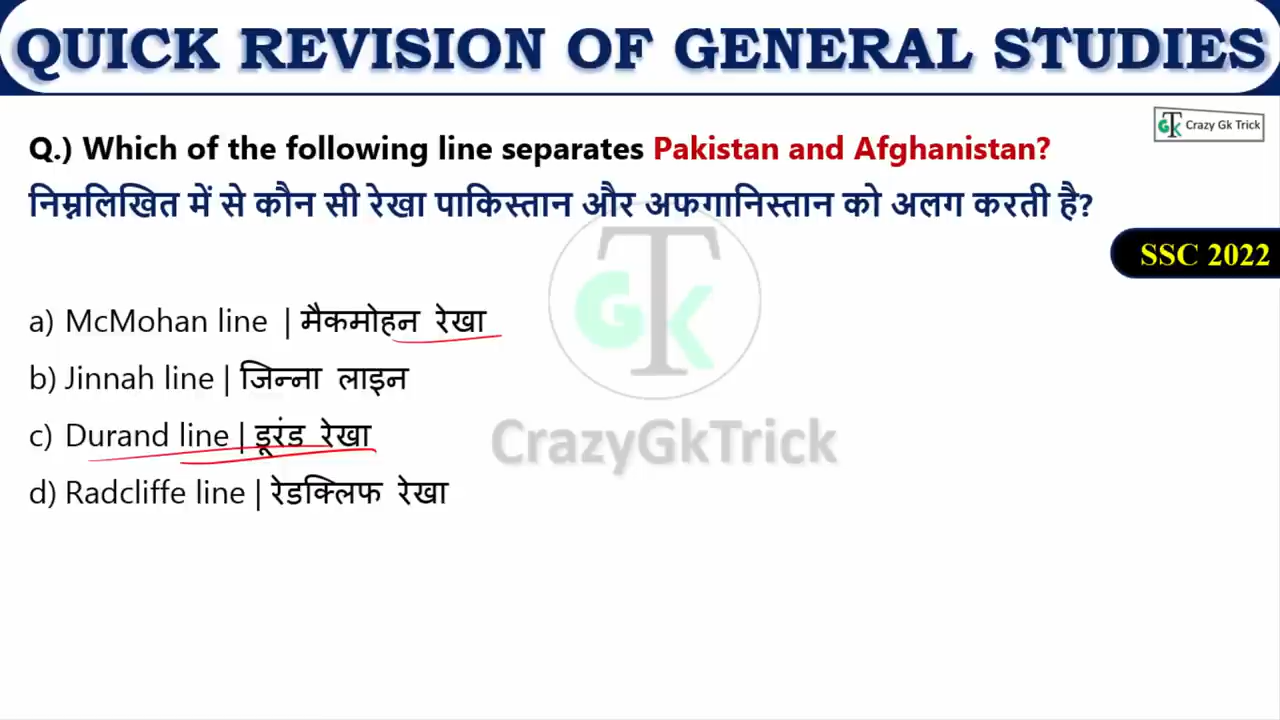 QUICK REVISION OF GENERAL STUDIES
Crazy Gk Trick
Q.) Which of the following line separates Pakistan and Afghanistan?
निम्नलिखित में से कौन सी रेखा पाकिस्तान और अफगानिस्तान को अलग करती है?
SSC 2022
a) McMohan line | मैकमोहन रेखा
b) Jinnah line | जिन्ना लाइन
c) Durand line | डूरंड रेखा
d) Radcliffe line | रेडक्लिफ रेखा
TGK
CrazyGkTrick